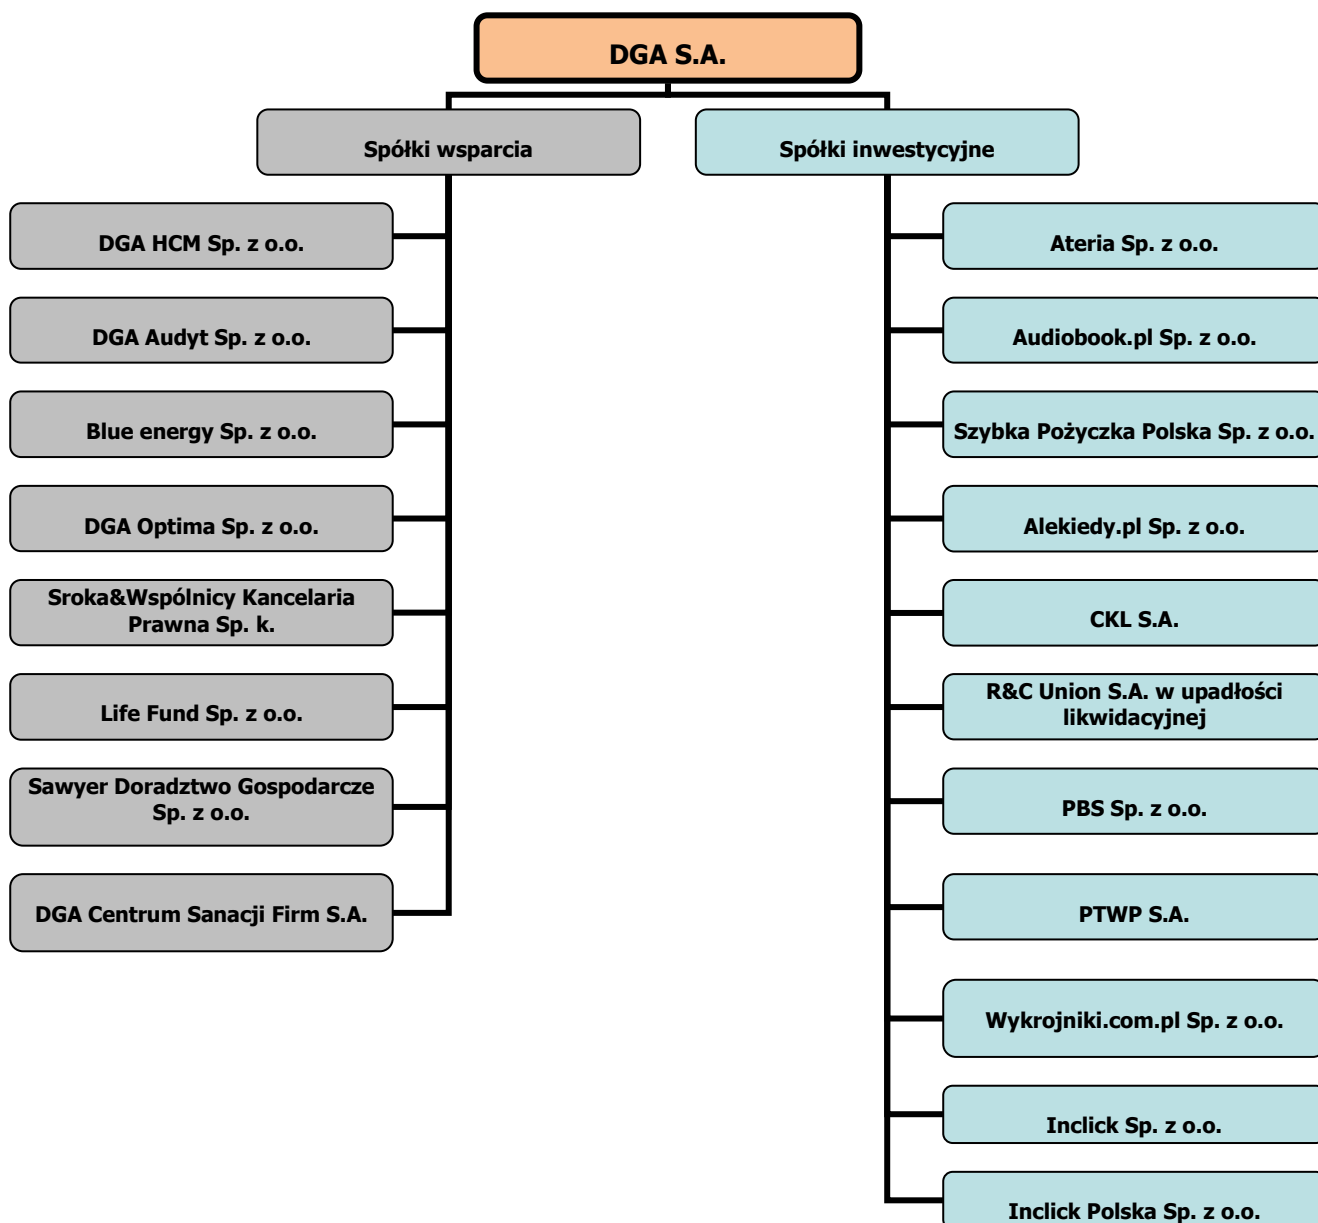 DGA S.A.
Spółki wsparcia
Spółki inwestycyjne
DGA HCM Sp. z o.o.
DGA Audyt Sp. z o.o.
Blue energy Sp. z o.o.
DGA Optima Sp. z o.o.
Sroka&Wspólnicy Kancelaria
Prawna Sp. k.
Life Fund Sp. z o.o.
Sawyer Doradztwo Gospodarcze
Sp. z o.o.
DGA Centrum Sanacji Firm S.A.
Ateria Sp. z o.o.
Audiobook.pl Sp. z o.o.
Szybka Pożyczka Polska Sp. z o.o.
Alekiedy.pl Sp. z o.o.
CKL S.A.
R&C Union S.A. w upadłości
likwidacyjnej
PBS Sp. z o.o.
PTWP S.A.
Wykrojniki.com.pl Sp. z o.o.
Inclick Sp. z o.o.
Inclick Polska Sp. z o.o.